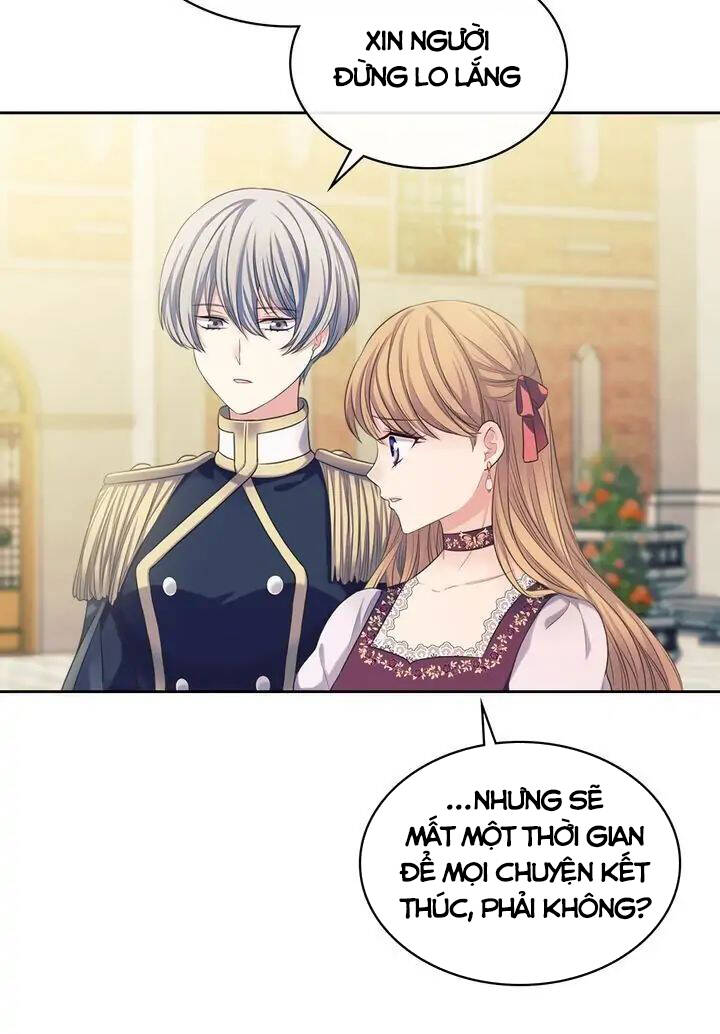 XIN NGƯỜI
ĐỪNG LO LẮNG
...NHƯNG SẼ
MẤT MỘT THỜI GIAN
ĐỂ MỌI CHUYỆN KẾT
THÚC, PHẢI KHÔNG?